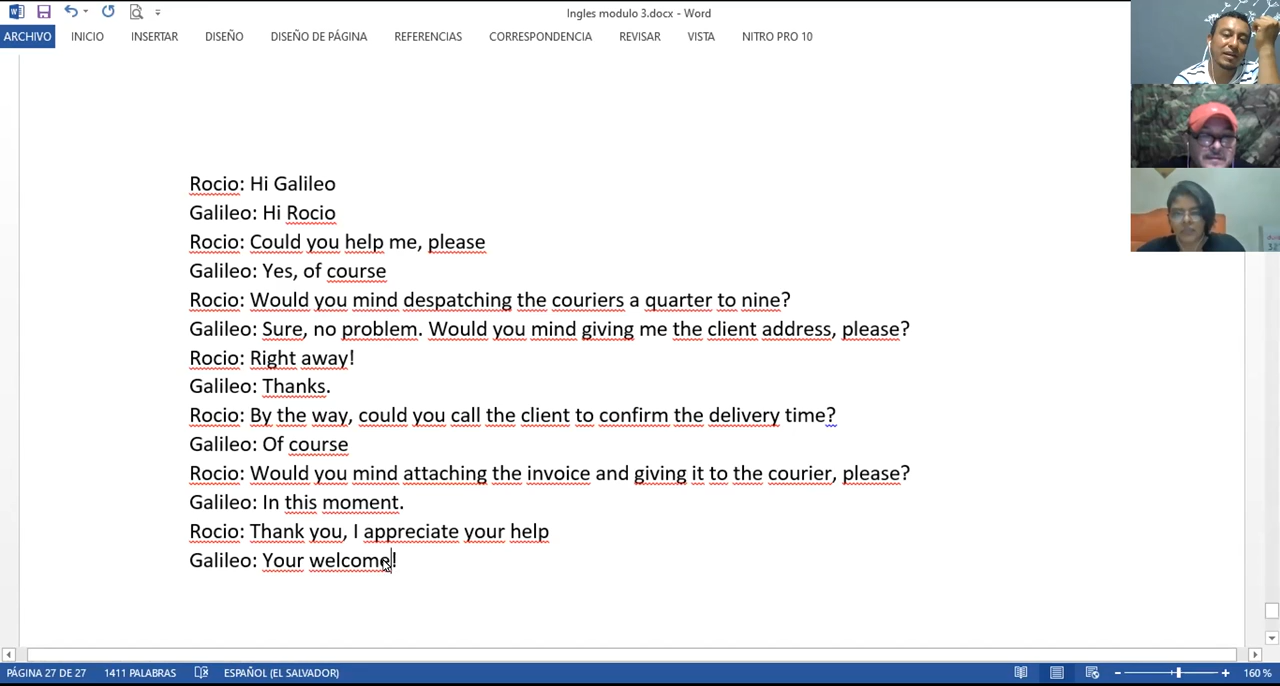 Ingles modulo 3.docx - Word
ARCHIVO INICIO INSERTAR DISEÑO DISEÑO DE PÁGINA REFERENCIAS CORRESPONDENCIA REVISAR VISTA NITRO PRO 10
Rocio: Hi Galileo
Galileo: Hi Rocio
Rocio: Could you help me, please
Galileo: Yes, of course
Rocio: Would you mind despatching the couriers a quarter to nine?
Galileo: Sure, no problem. Would you mind giving me the client address, please?
Rocio: Right away!
Galileo: Thanks.
Rocio: By the way, could you call the client to confirm the delivery time?
Galileo: Of course
Rocio: Would you mind attaching the invoice and giving it to the courier, please?
Galileo: In this moment.
Rocio: Thank you, I appreciate your help
Galileo: Your welcome!
PÁGINA 27 DE 27 1411 PALABRAS ESPAÑOL (EL SALVADOR) 160 %